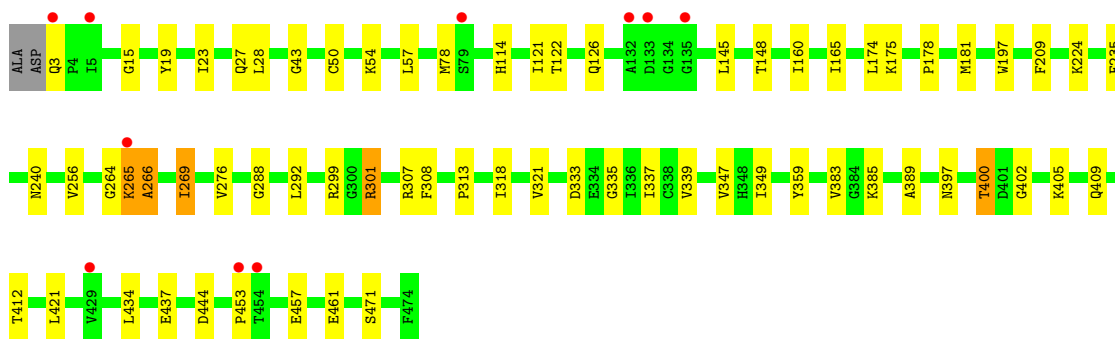 ALA ASP Q3 P4 I5 G15 Y19 I23 Q27 L28 G43 C50 K54 L57 M78 S79 H114 I121 T122 Q126 A132 D133 G134 G135 L145 T148 I160 I165 L174 K175 P178 M181 W197 F209 K224
N240 V256 G264 K265 A266 I269 V276 G288 L292 R299 G300 R301 R307 F308 P313 I318 V321 D333 E334 G335 I336 I337 C338 V339 V347 H348 I349 Y359 V383 G384 K385 A389 N397 T400 D401 G402 K405 Q409
T412 L421 V429 L434 E437 D444 P453 T454 E457 E461 S471 F474